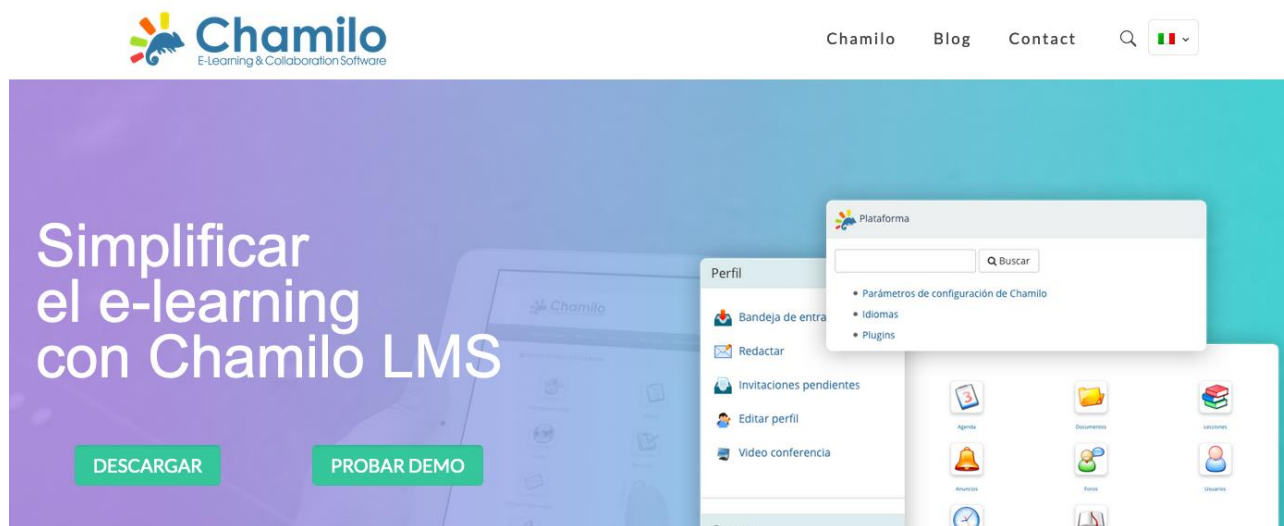 Chamilo
E-Learning & Collaboration Software
Chamilo Blog Contact
Simplificar
el e-learning
con Chamilo LMS
DESCARGAR PROBAR DEMO
Chamilo
Perfil
Bandeja de entra
Redactar
Invitaciones pendientes
Editar perfil
Video conferencia
Plataforma
Buscar
Parámetros de configuración de Chamilo
Idiomas
Plugins
Agenda Documentos Lecciones
Anuncios Foros Usuarios